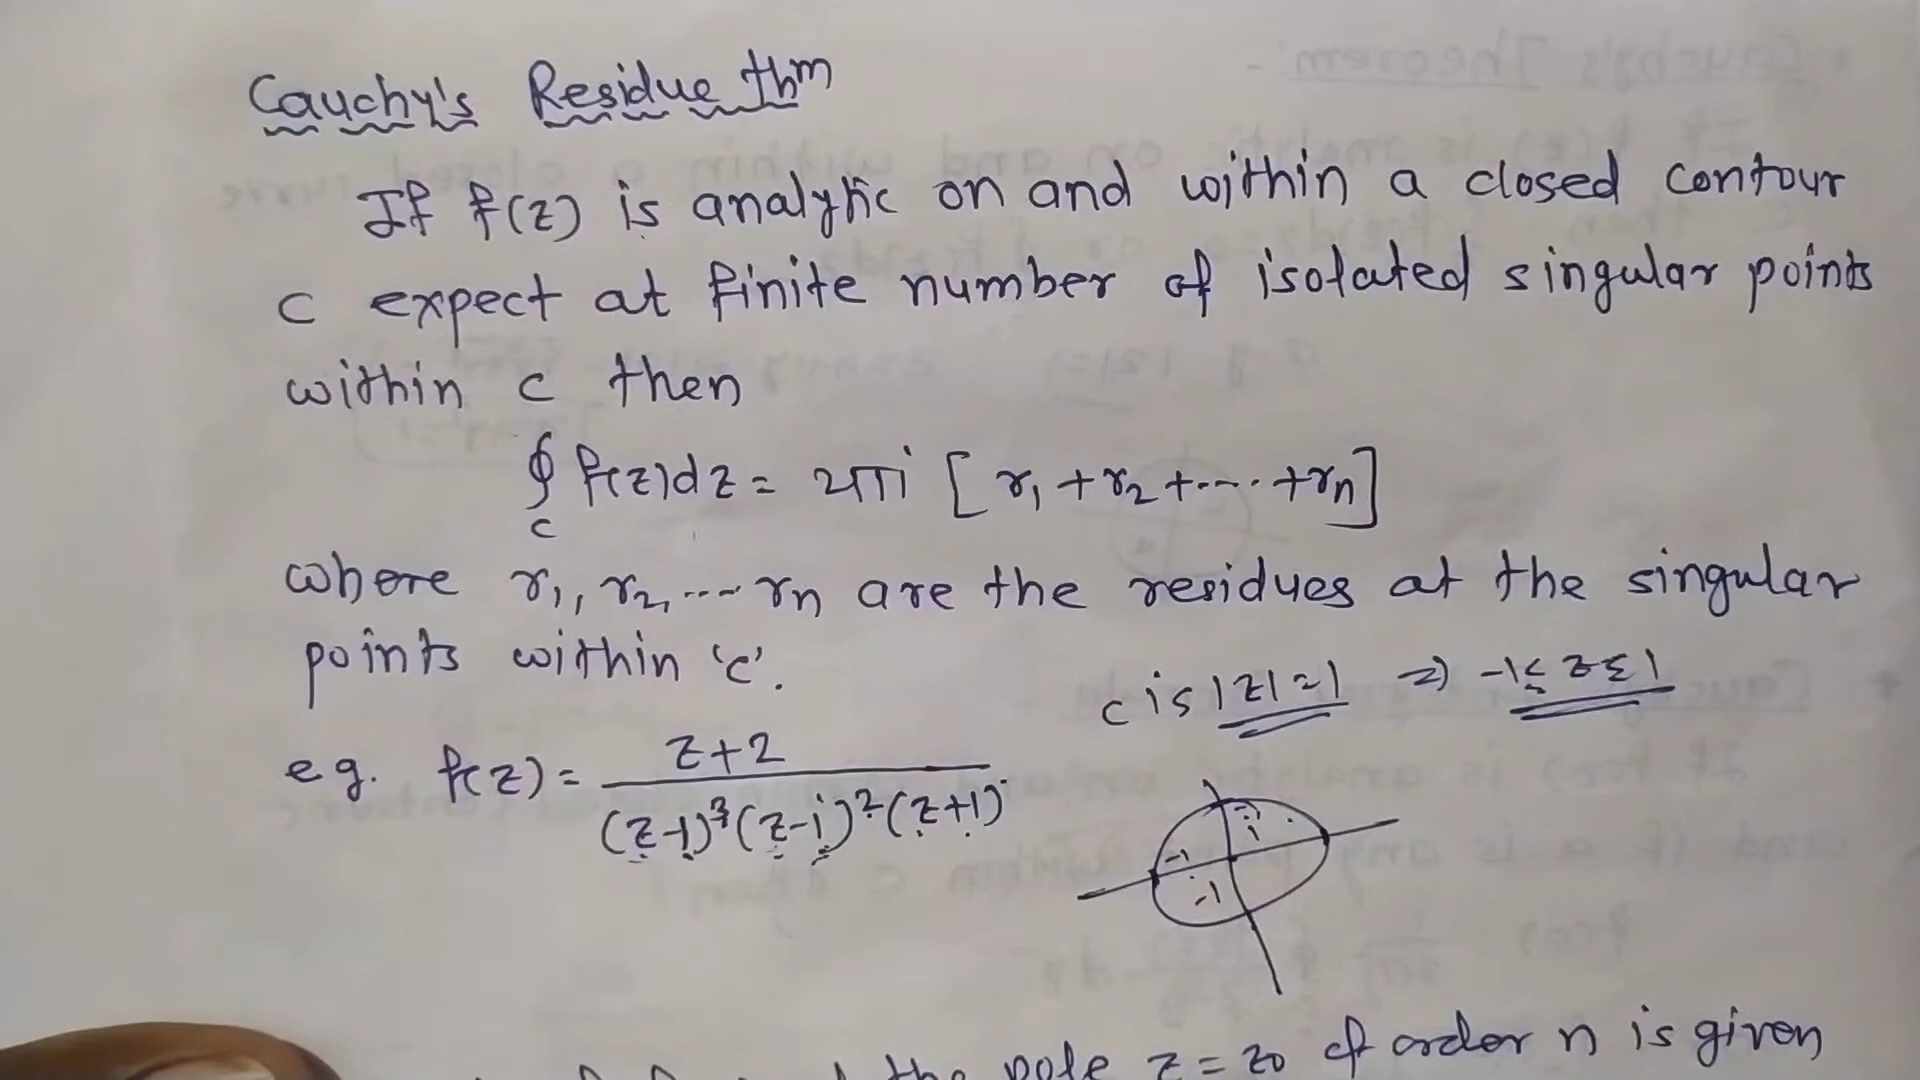 Cauchy's Residue thm
If f(z) is analytic on and within a closed contour
c expect at finite number of isolated singular points
within c then
∮ f(z)dz = 2πi [ r₁ + r₂ + ---- + rn]
c
where r₁, r₂, --- rn are the residues at the singular
points within 'c'.
c is |z|=1 ⇒ -1≤ z ≤ 1
eg. f(z) = z+2
(z-1)³(z-i)²(z+1)
i
-1
-1
the pole z = z0 of order n is given